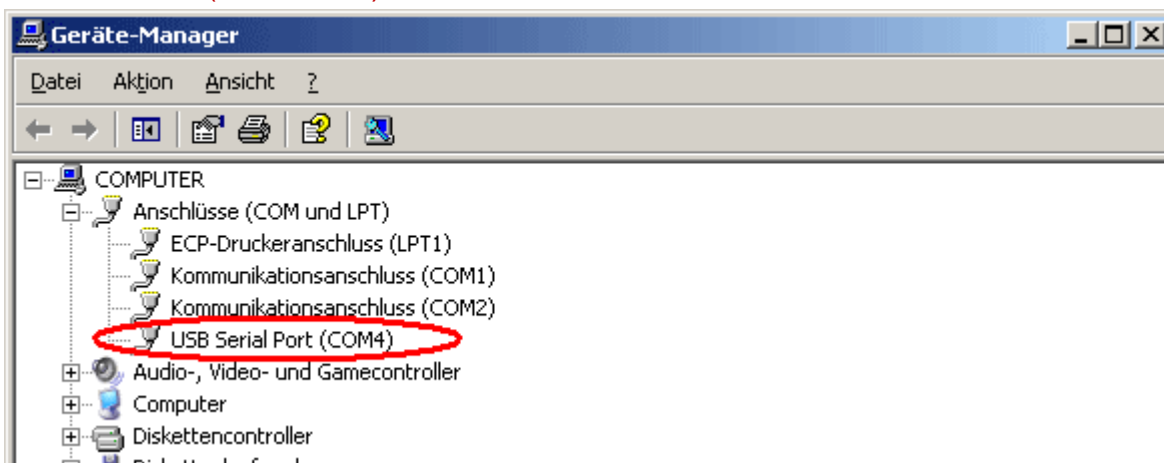 Geräte-Manager
Datei Aktion Ansicht ?
COMPUTER
Anschlüsse (COM und LPT)
ECP-Druckeranschluss (LPT1)
Kommunikationsanschluss (COM1)
Kommunikationsanschluss (COM2)
USB Serial Port (COM4)
Audio-, Video- und Gamecontroller
Computer
Diskettencontroller